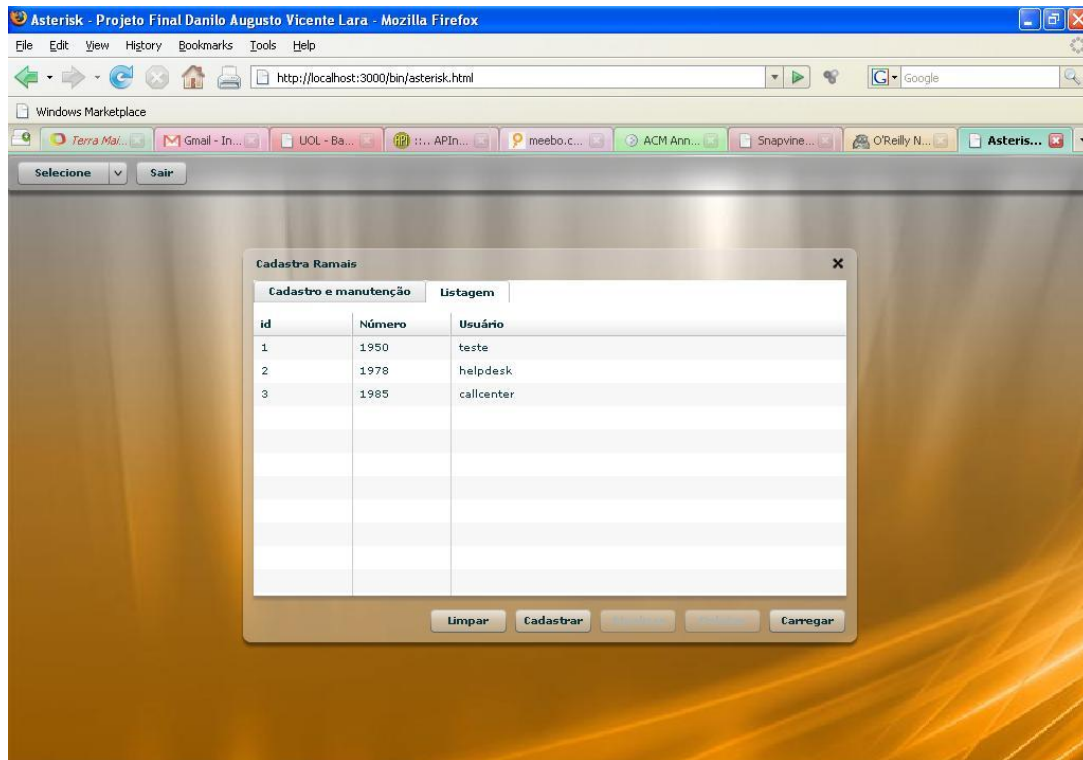 Asterisk - Projeto Final Danilo Augusto Vicente Lara - Mozilla Firefox
File Edit View History Bookmarks Tools Help
http://localhost:3000/bin/asterisk.html
G Google
Windows Marketplace
Terra Mai... Gmail - In... UOL - Ba... API ::.. APIn... meebo.c... ACM Ann... Snapvine... O'Reilly N... Asteris...
Selecione Sair
Cadastra Ramais
Cadastro e manutenção Listagem
id Número Usuário
1 1950 teste
2 1978 helpdesk
3 1985 callcenter
Limpar Cadastrar Carregar